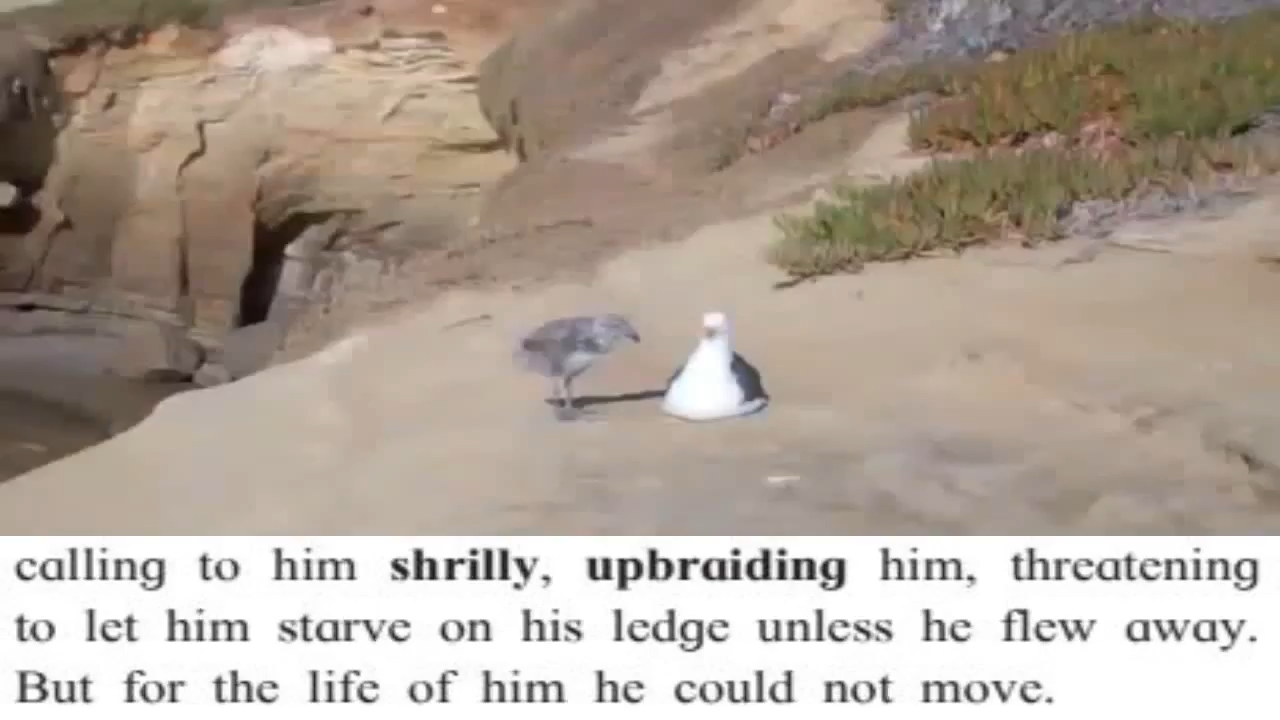 calling to him shrilly, upbraiding him, threatening
to let him starve on his ledge unless he flew away.
But for the life of him he could not move.